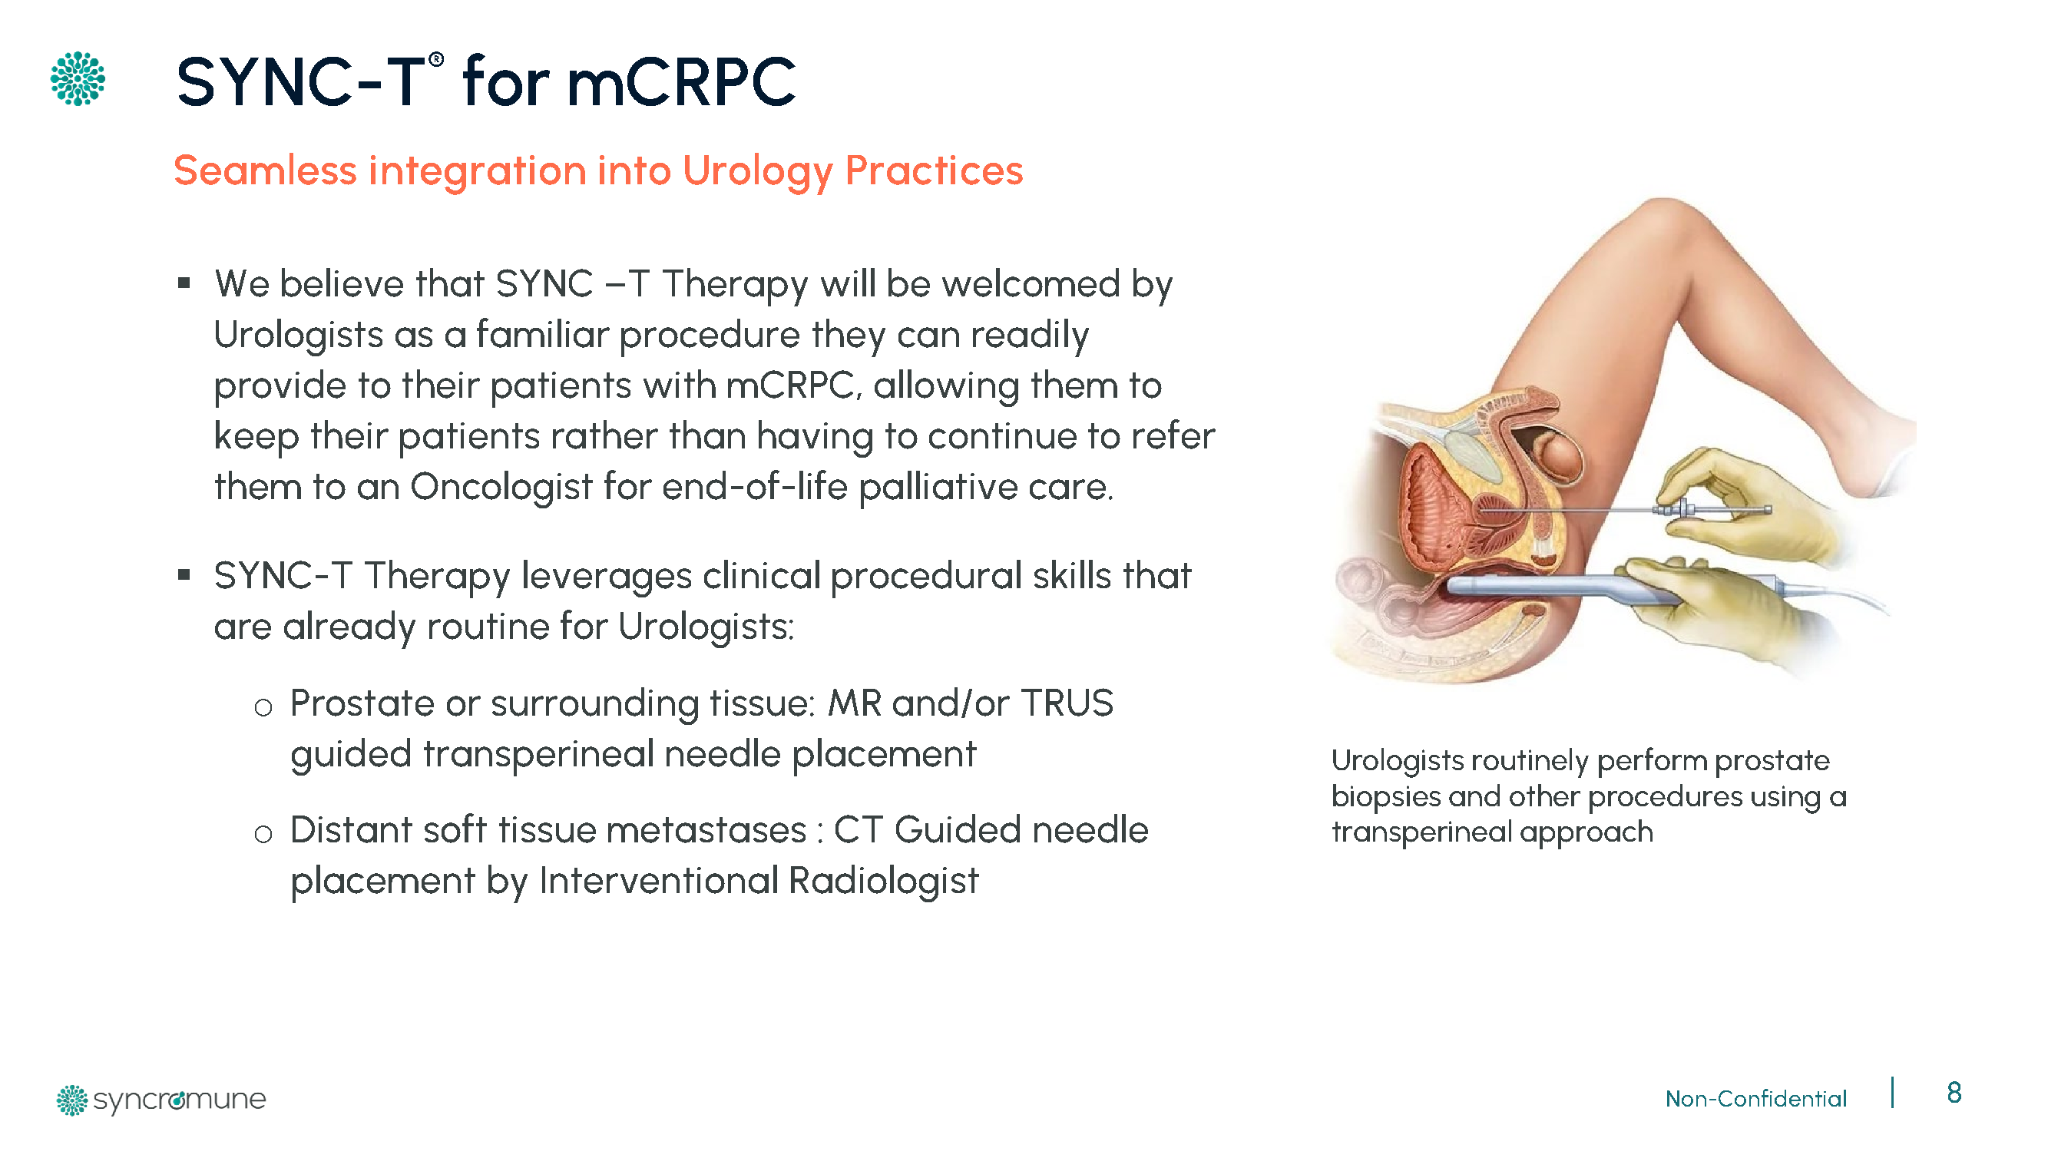 SYNC-T® for mCRPC
Seamless integration into Urology Practices
▪ We believe that SYNC –T Therapy will be welcomed by
Urologists as a familiar procedure they can readily
provide to their patients with mCRPC, allowing them to
keep their patients rather than having to continue to refer
them to an Oncologist for end-of-life palliative care.
▪ SYNC-T Therapy leverages clinical procedural skills that
are already routine for Urologists:
o Prostate or surrounding tissue: MR and/or TRUS
guided transperineal needle placement
o Distant soft tissue metastases : CT Guided needle
placement by Interventional Radiologist
Urologists routinely perform prostate
biopsies and other procedures using a
transperineal approach
syncromune
Non-Confidential | 8